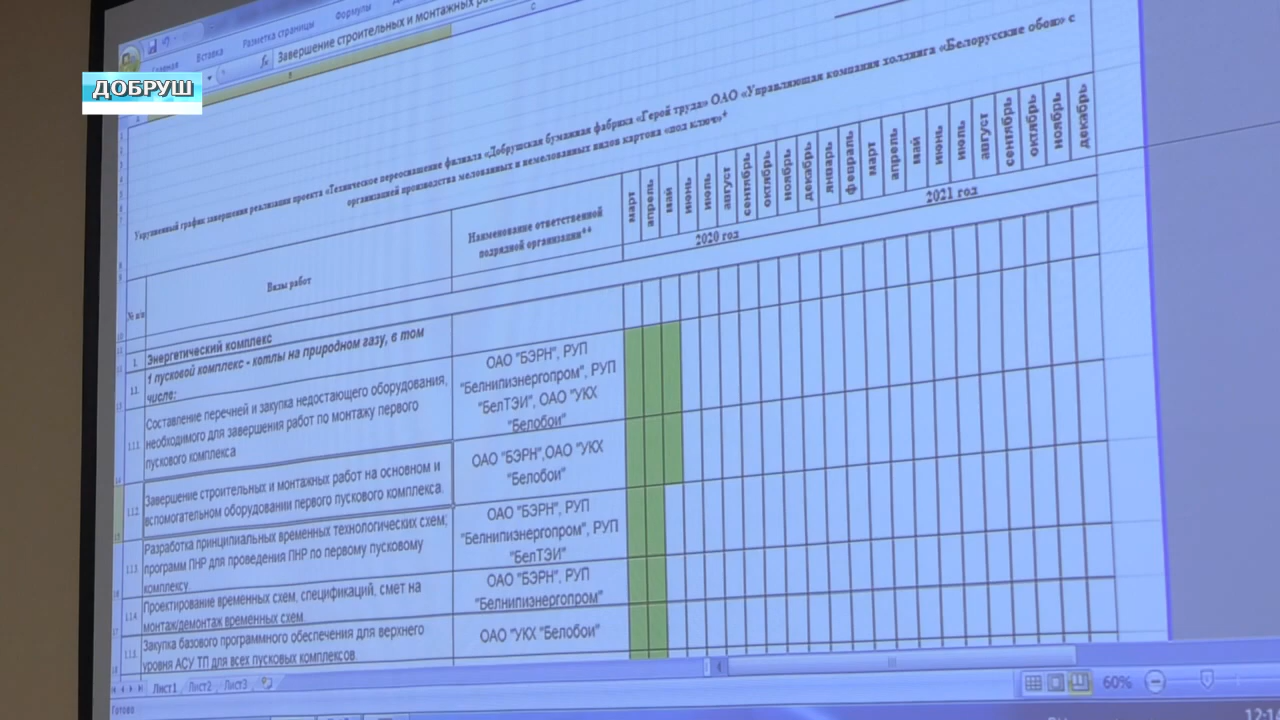 ДОБРУШ
Главная
Вставка
Разметка страницы
Формулы
Завершение строительных и монтажных
Укрупненный график завершения реализации проекта «Техническое переоснащение филиала «Добрушская бумажная фабрика «Герой труда» ОАО «Управляющая компания холдинга «Белорусские обои» с
организацией производства мелованных и немелованных видов картона «под ключ»*
№ п/п
Виды работ
Наименование ответственной
подрядной организации**
март
апрель
май
июнь
июль
август
сентябрь
октябрь
ноябрь
декабрь
январь
февраль
март
апрель
май
июнь
июль
август
сентябрь
октябрь
ноябрь
декабрь
2020 год
2021 год
1. Энергетический комплекс
1.1. 1 пусковой комплекс - котлы на природном газу, в том
числе:
1.1.1. Составление перечней и закупка недостающего оборудования,
необходимого для завершения работ по монтажу первого
пускового комплекса
ОАО "БЭРН", РУП
"Белнипиэнергопром", РУП
"БелТЭИ", ОАО "УКХ
"Белобои"
1.1.2. Завершение строительных и монтажных работ на основном и
вспомогательном оборудовании первого пускового комплекса.
ОАО "БЭРН",ОАО "УКХ
"Белобои"
1.1.3. Разработка принципиальных временных технологических схем,
программ ПНР для проведения ПНР по первому пусковому
комплексу.
ОАО "БЭРН", РУП
"Белнипиэнергопром", РУП
"БелТЭИ"
1.1.4. Проектирование временных схем, спецификаций, смет на
монтаж/демонтаж временных схем.
ОАО "БЭРН", РУП
"Белнипиэнергопром"
1.1.5. Закупка базового программного обеспечения для верхнего
уровня АСУ ТП для всех пусковых комплексов.
ОАО "УКХ "Белобои"
Лист1 Лист2 Лист3
Готово
60%